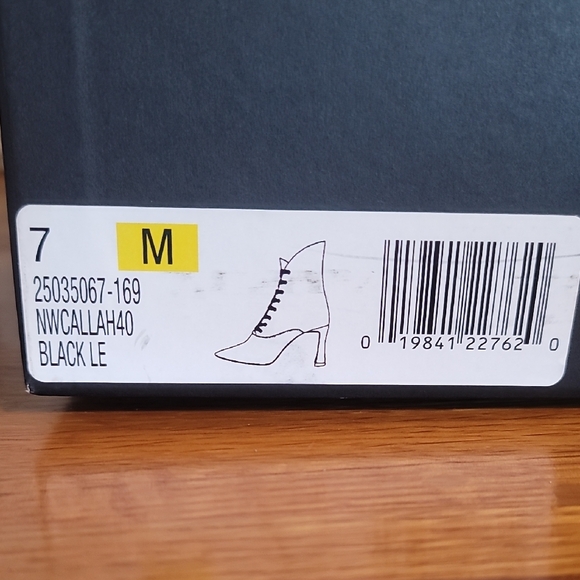 7 M
25035067-169
NWCALLAH40
BLACK LE
0 19841 22762 0